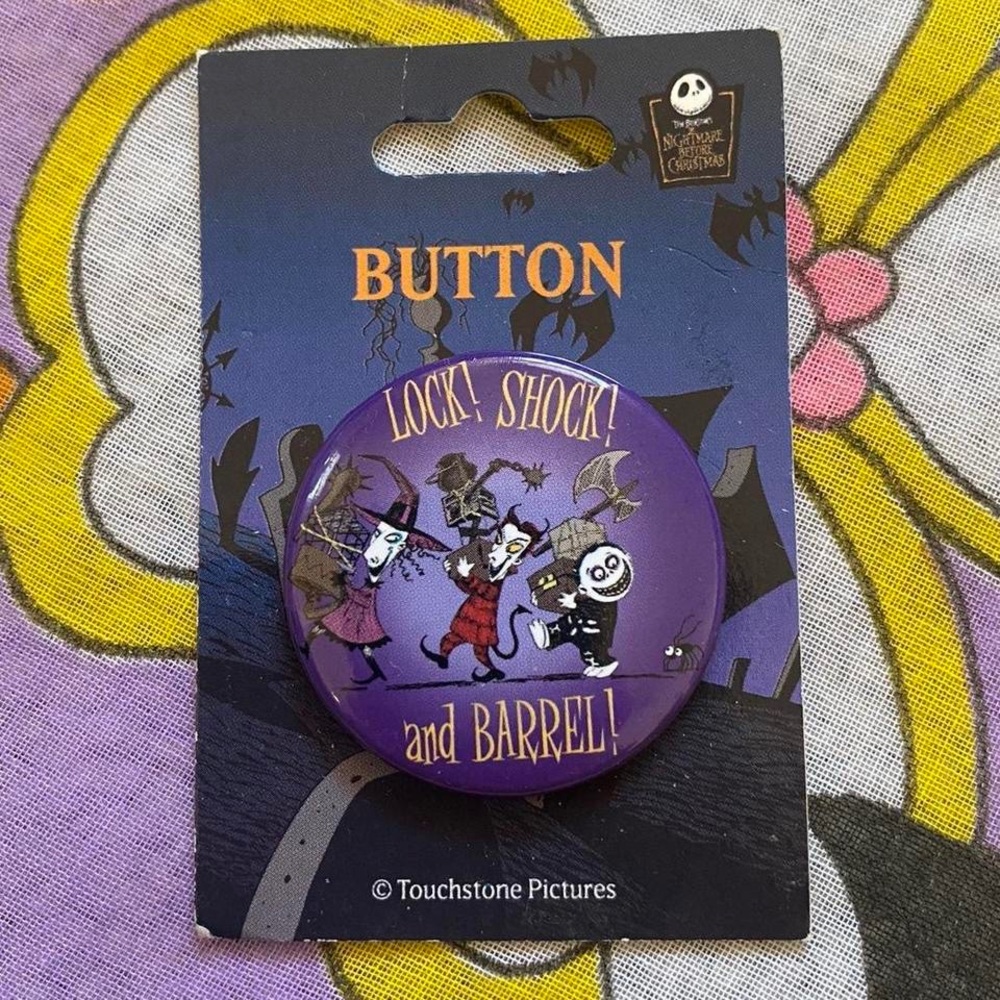 Tim Burton's
The
NIGHTMARE
BEFORE
CHRISTMAS
BUTTON
LOCK! SHOCK!
and BARREL!
© Touchstone Pictures